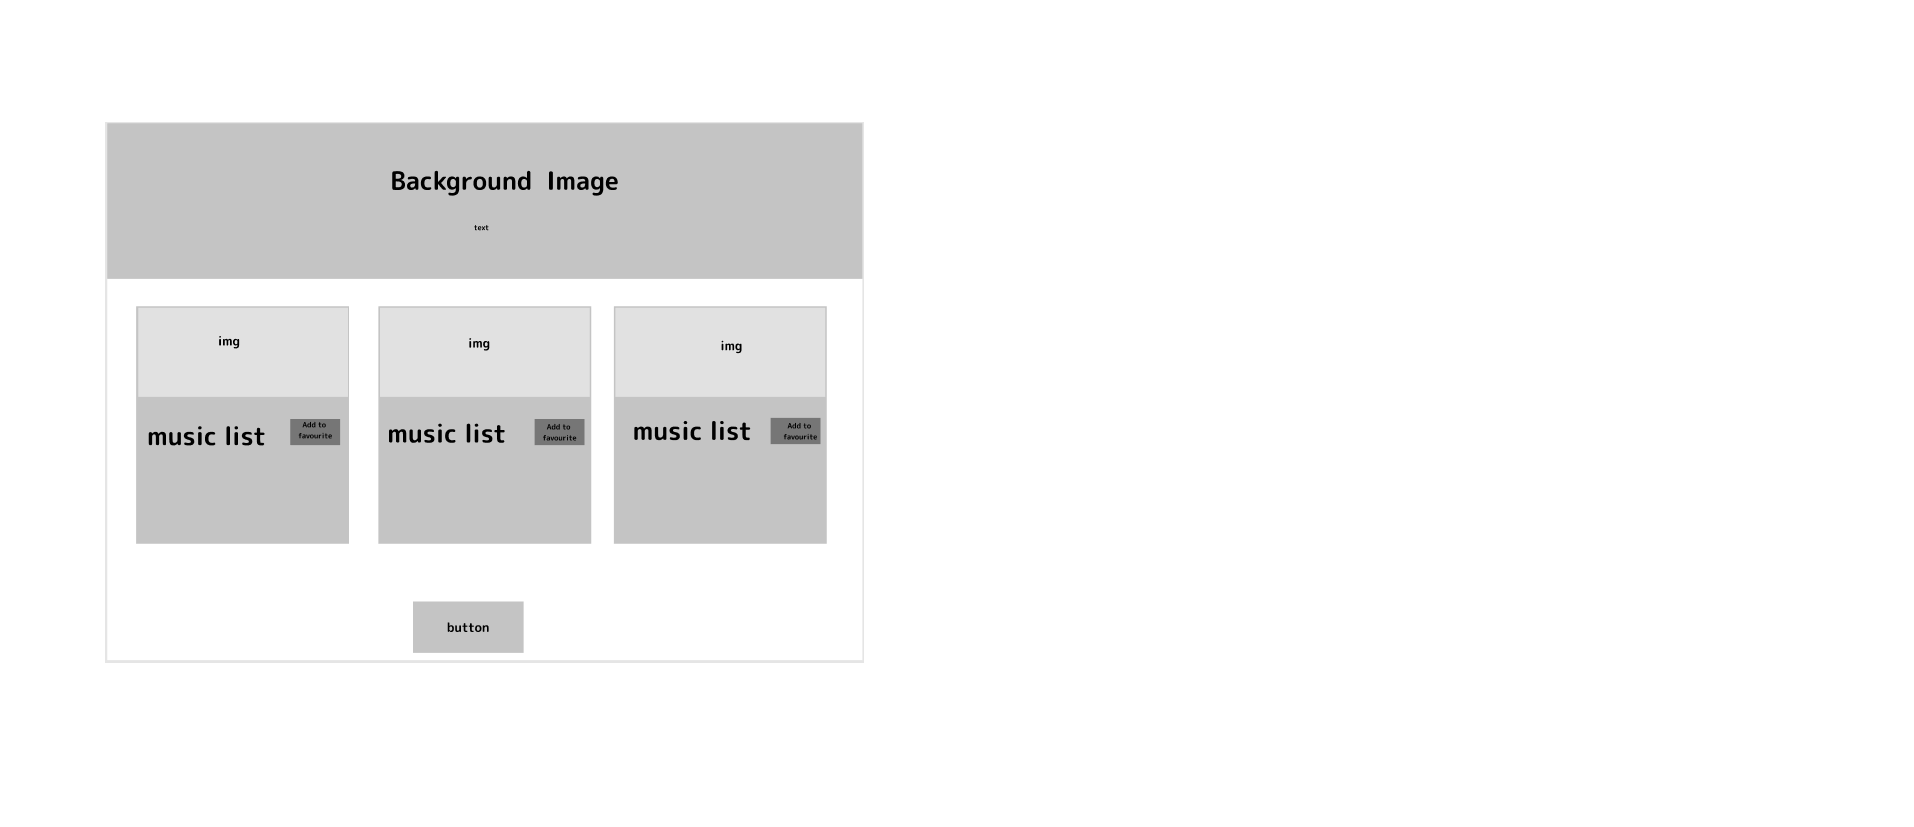 Background Image
text
img
img
img
music list
Add to
favourite
music list
Add to
favourite
music list
Add to
favourite
button